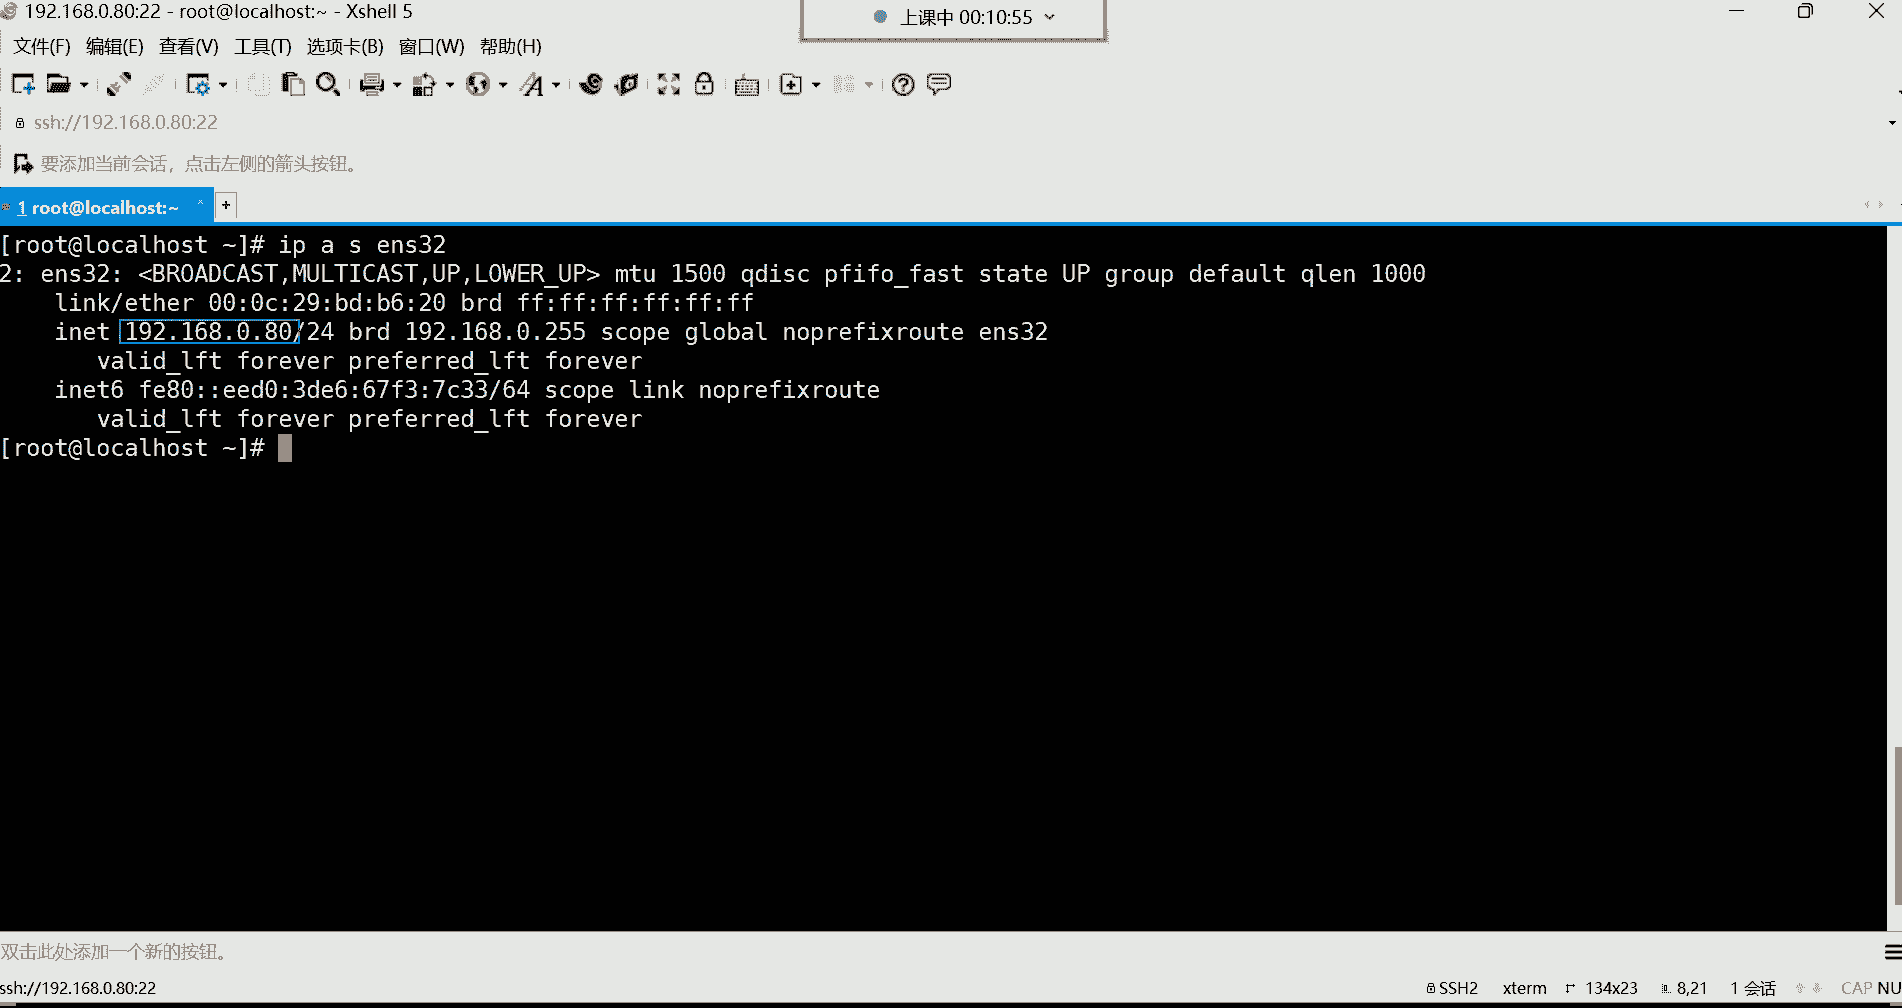 192.168.0.80:22 - root@localhost:~ - Xshell 5
上课中 00:10:55
文件(F) 编辑(E) 查看(V) 工具(T) 选项卡(B) 窗口(W) 帮助(H)
ssh://192.168.0.80:22
要添加当前会话，点击左侧的箭头按钮。
1 root@localhost:~
[root@localhost ~]# ip a s ens32
2: ens32: <BROADCAST,MULTICAST,UP,LOWER_UP> mtu 1500 qdisc pfifo_fast state UP group default qlen 1000
link/ether 00:0c:29:bd:b6:20 brd ff:ff:ff:ff:ff:ff
inet 192.168.0.80/24 brd 192.168.0.255 scope global noprefixroute ens32
valid_lft forever preferred_lft forever
inet6 fe80::eed0:3de6:67f3:7c33/64 scope link noprefixroute
valid_lft forever preferred_lft forever
[root@localhost ~]#
双击此处添加一个新的按钮。
ssh://192.168.0.80:22 SSH2 xterm 134x23 8,21 1 会话 CAP NU